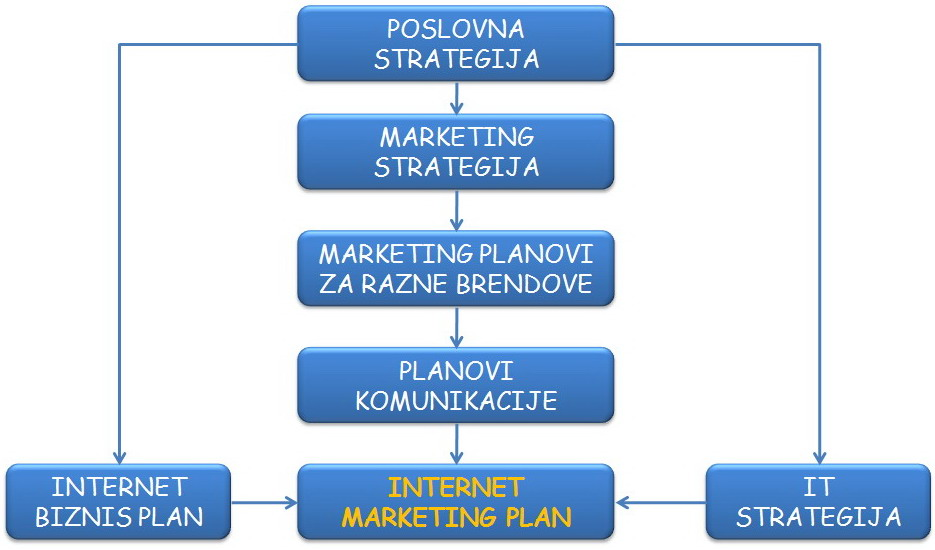 POSLOVNA
STRATEGIJA
MARKETING
STRATEGIJA
MARKETING PLANOVI
ZA RAZNE BRENDOVE
PLANOVI
KOMUNIKACIJE
INTERNET
BIZNIS PLAN
INTERNET
MARKETING PLAN
IT
STRATEGIJA